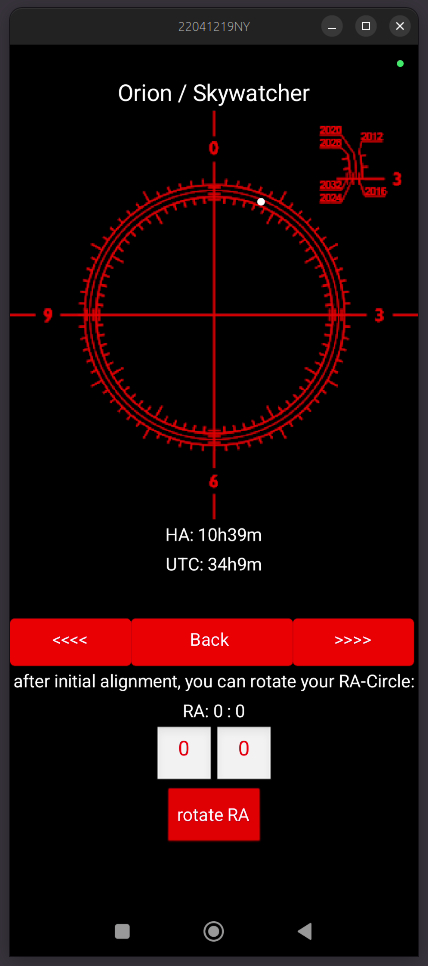 22041219NY
Orion / Skywatcher
0
2020 2012
2028
3
2032 2016
2024
9 3
6
HA: 10h39m
UTC: 34h9m
<<<< Back >>>>
after initial alignment, you can rotate your RA-Circle:
RA: 0 : 0
0 0
rotate RA